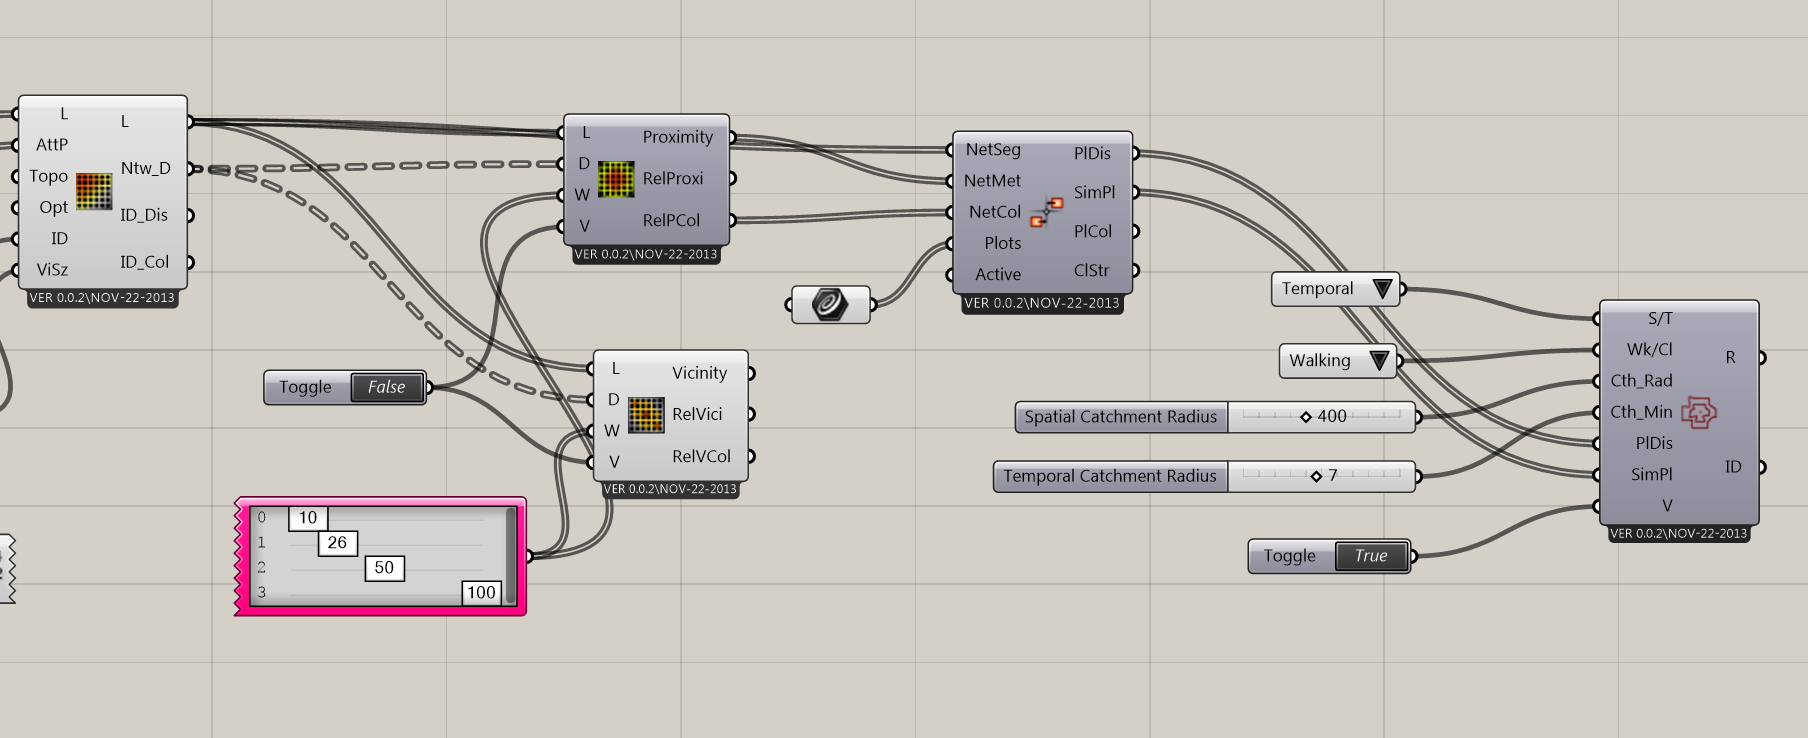 L
AttP
Topo
Opt
ID
ViSz
L
Ntw_D
ID_Dis
ID_Col
VER 0.0.2\NOV-22-2013
L
D
W
V
Proximity
RelProxi
RelPCol
VER 0.0.2\NOV-22-2013
NetSeg
NetMet
NetCol
Plots
Active
PlDis
SimPl
PlCol
ClStr
VER 0.0.2\NOV-22-2013
Toggle False
L
D
W
V
Vicinity
RelVici
RelVCol
VER 0.0.2\NOV-22-2013
0 10
1 26
2 50
3 100
Temporal
Walking
Spatial Catchment Radius 400
Temporal Catchment Radius 7
Toggle True
S/T
Wk/Cl
Cth_Rad
Cth_Min
PlDis
SimPl
V
R
ID
VER 0.0.2\NOV-22-2013